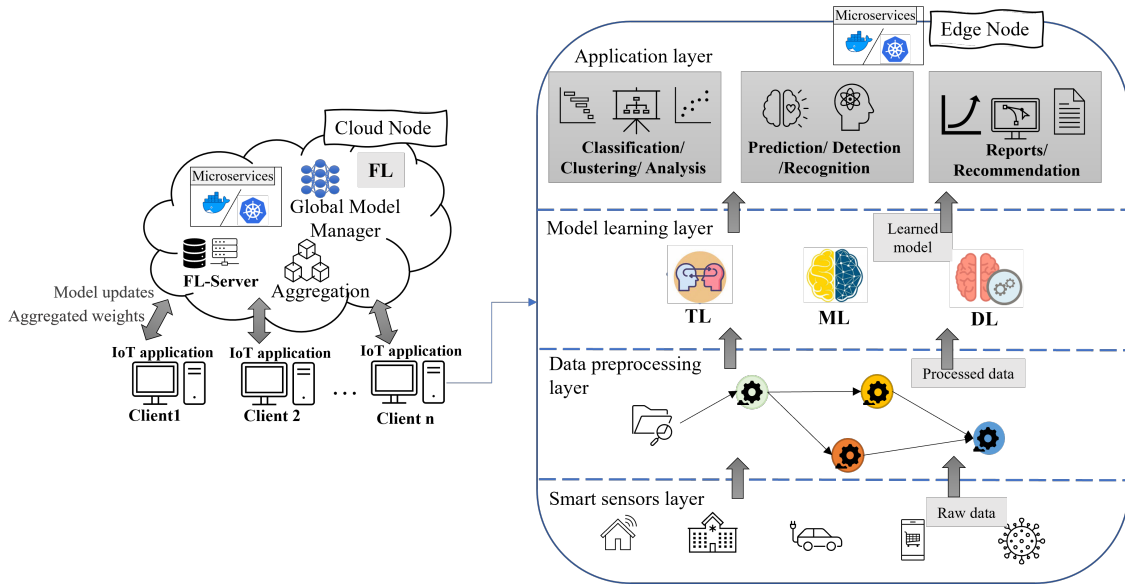 Cloud Node
Microservices
FL
Global Model
Manager
FL-Server
Aggregation
Model updates
Aggregated weights
IoT application
IoT application
IoT application
Client1
Client 2
...
Client n
Microservices
Edge Node
Application layer
Classification/
Clustering/ Analysis
Prediction/ Detection
/Recognition
Reports/
Recommendation
Model learning layer
Learned
model
TL
ML
DL
Data preprocessing
layer
Processed data
Smart sensors layer
Raw data